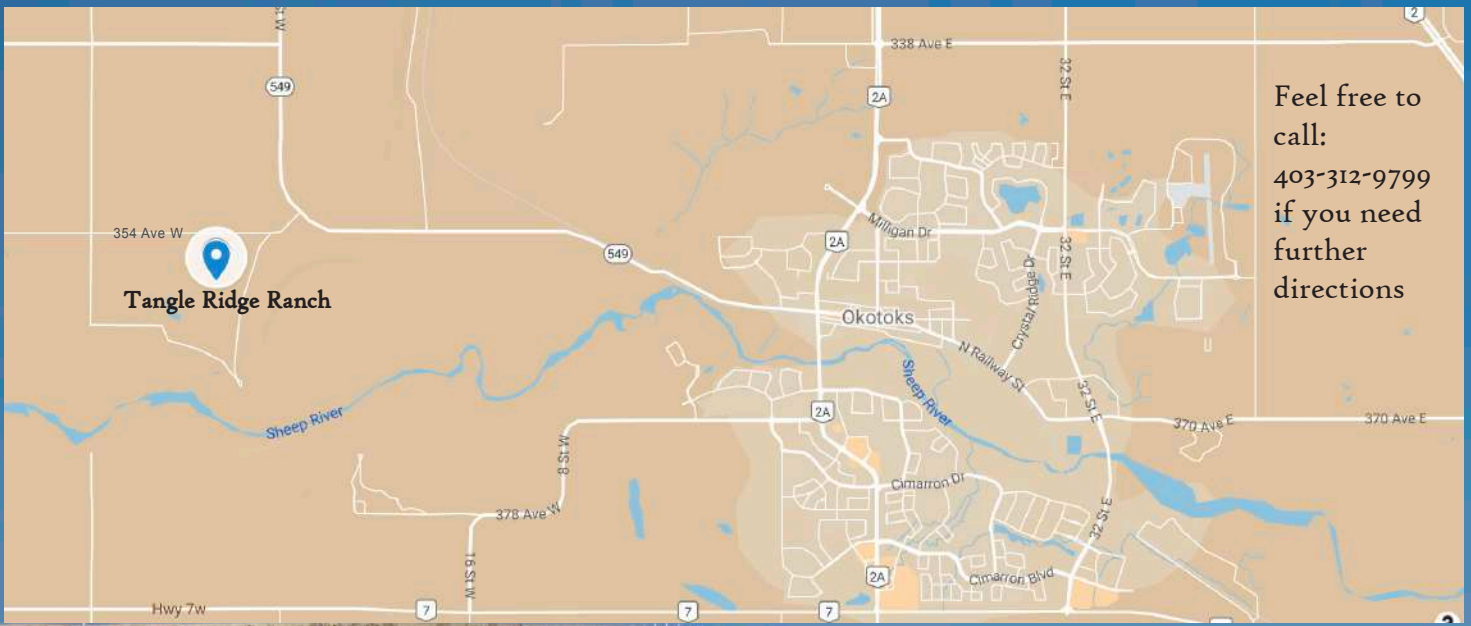 2
338 Ave E
549
32 St E
2A
Feel free to
call:
403-312-9799
if you need
further
directions
354 Ave W
Tangle Ridge Ranch
549
2A
Milligan Dr
32 St E
Crystal Ridge Dr
Okotoks
N Railway St
Sheep River
Sheep River
32 St E
2A
370 Ave E
370 Ave E
8 St W
Cimarron Dr
378 Ave W
32 St E
16 St W
2A
Cimarron Blvd
Hwy 7w
7
7
7